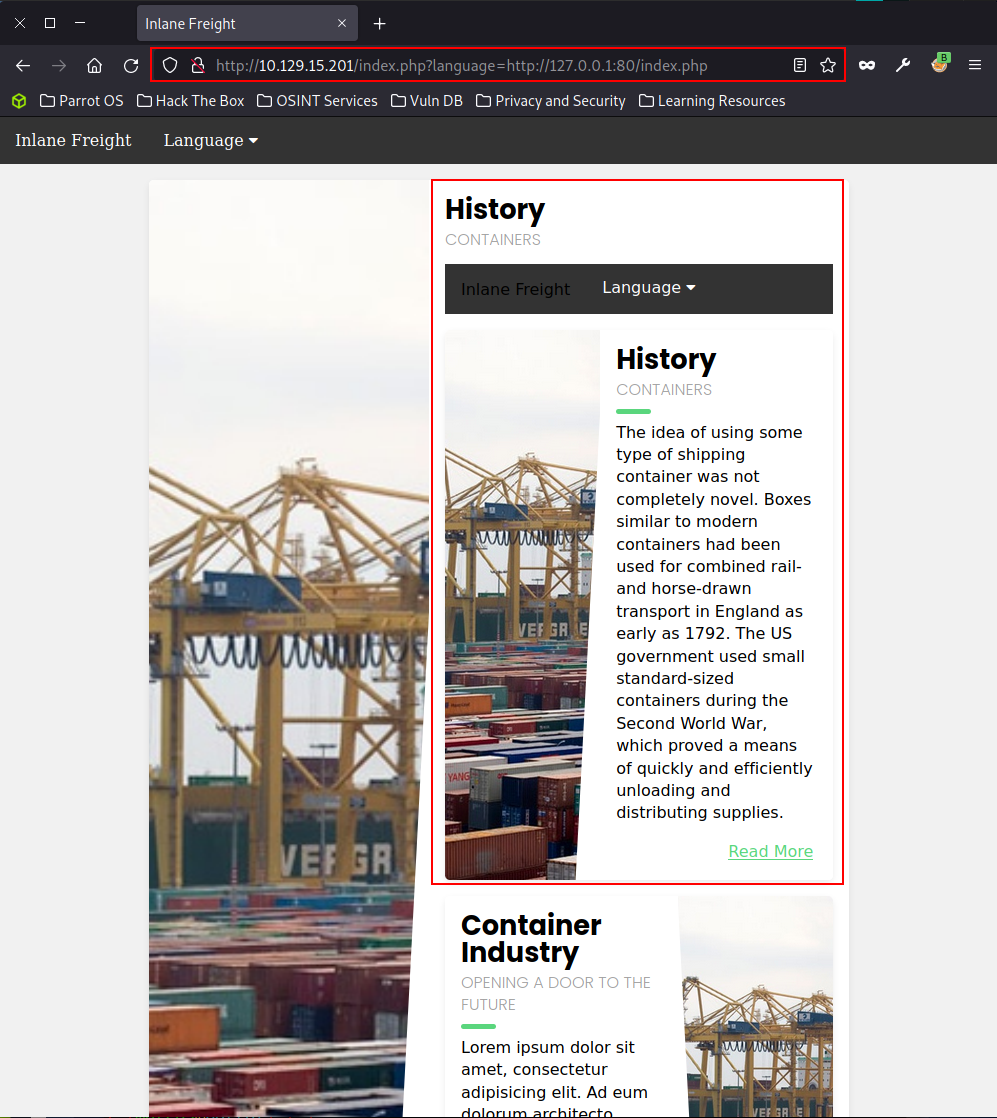 Inlane Freight
http://10.129.15.201/index.php?language=http://127.0.0.1:80/index.php
B
Parrot OS Hack The Box OSINT Services Vuln DB Privacy and Security Learning Resources
Inlane Freight Language
History
CONTAINERS
Inlane Freight Language
History
CONTAINERS
The idea of using some
type of shipping
container was not
completely novel. Boxes
similar to modern
containers had been
used for combined rail-
and horse-drawn
transport in England as
early as 1792. The US
government used small
standard-sized
containers during the
Second World War,
which proved a means
of quickly and efficiently
unloading and
distributing supplies.
Read More
Container
Industry
OPENING A DOOR TO THE
FUTURE
Lorem ipsum dolor sit
amet, consectetur
adipisicing elit. Ad eum
dolorum architecto